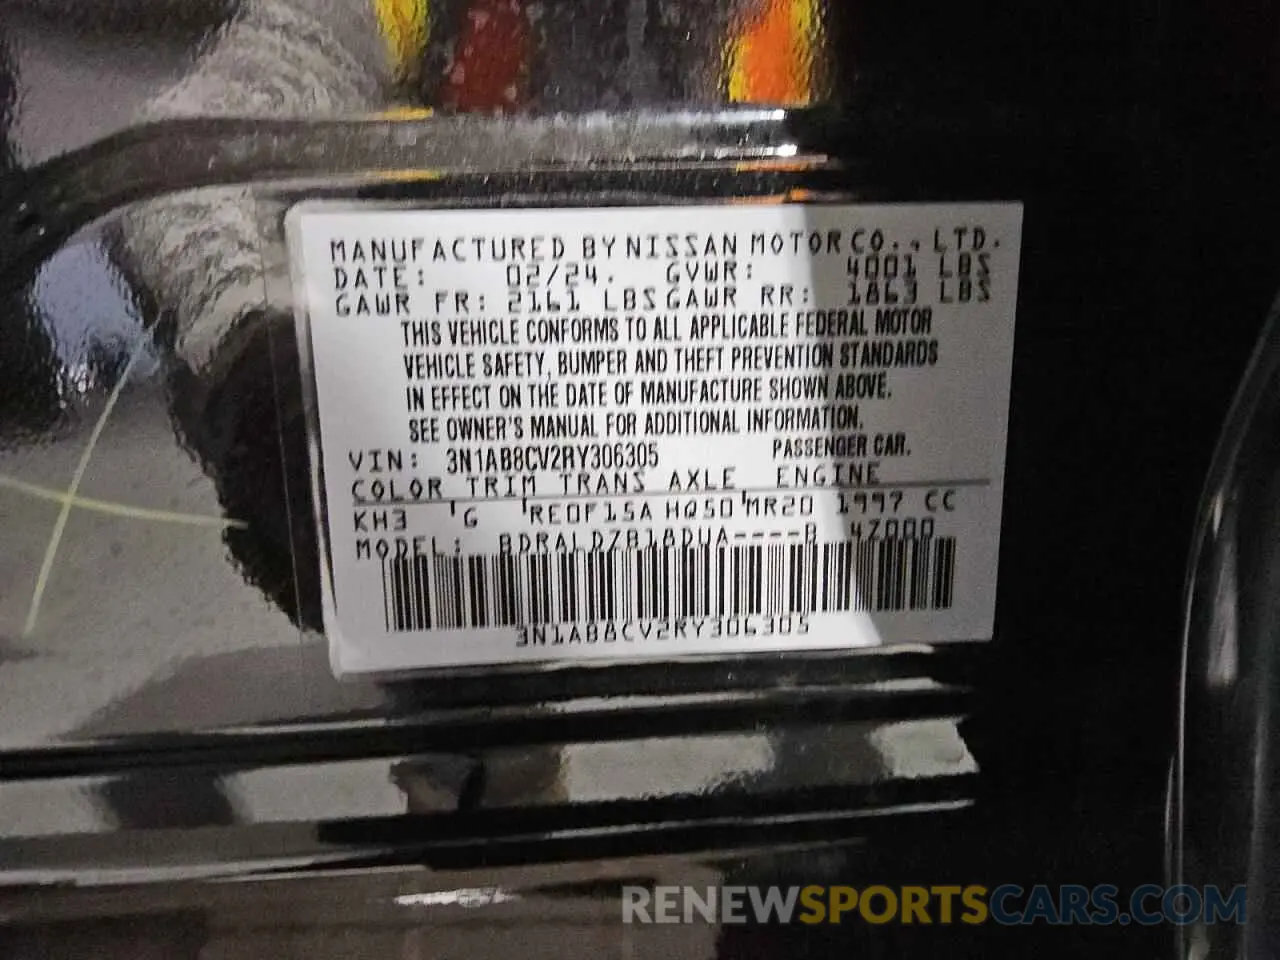 MANUFACTURED BY NISSAN MOTOR CO., LTD.
DATE: 02/24. GVWR: 4001 LBS
GAWR FR: 2161 LBS GAWR RR: 1863 LBS
THIS VEHICLE CONFORMS TO ALL APPLICABLE FEDERAL MOTOR
VEHICLE SAFETY, BUMPER AND THEFT PREVENTION STANDARDS
IN EFFECT ON THE DATE OF MANUFACTURE SHOWN ABOVE.
SEE OWNER'S MANUAL FOR ADDITIONAL INFORMATION.
VIN: 3N1AB8CV2RY306305 PASSENGER CAR.
COLOR TRIM TRANS AXLE ENGINE
KH3 'G 'RE0F15A HQ50'MR20 1997 CC
MODEL: BDRALDZB18DUA----B 4Z000
3N1AB8CV2RY306305
RENEWSPORTSCARS.COM